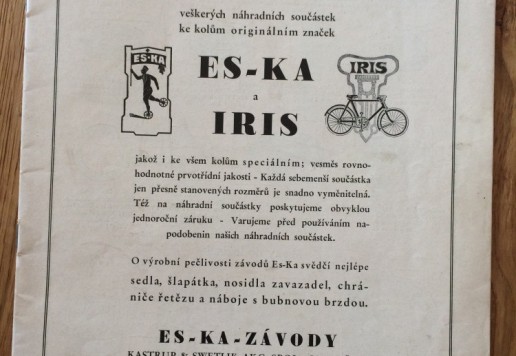 veškerých náhradních součástek
ke kolům originálním značek
ES-KA
ES-KA
a
IRIS
IRIS
jakož i ke všem kolům speciálním; vesměs rovno-
hodnotné prvotřídní jakosti - Každá sebemenší součástka
jen přesně stanovených rozměrů je snadno vyměnitelná.
Též na náhradní součástky poskytujeme obvyklou
jednoroční záruku - Varujeme před používáním na-
podobenin našich náhradních součástek.
O výrobní pečlivosti závodů Es-Ka svědčí nejlépe
sedla, šlapátka, nosidla zavazadel, chrá-
niče řetězu a náboje s bubnovou brzdou.
ES-KA-ZÁVODY
KASTRUP & SWETLIK